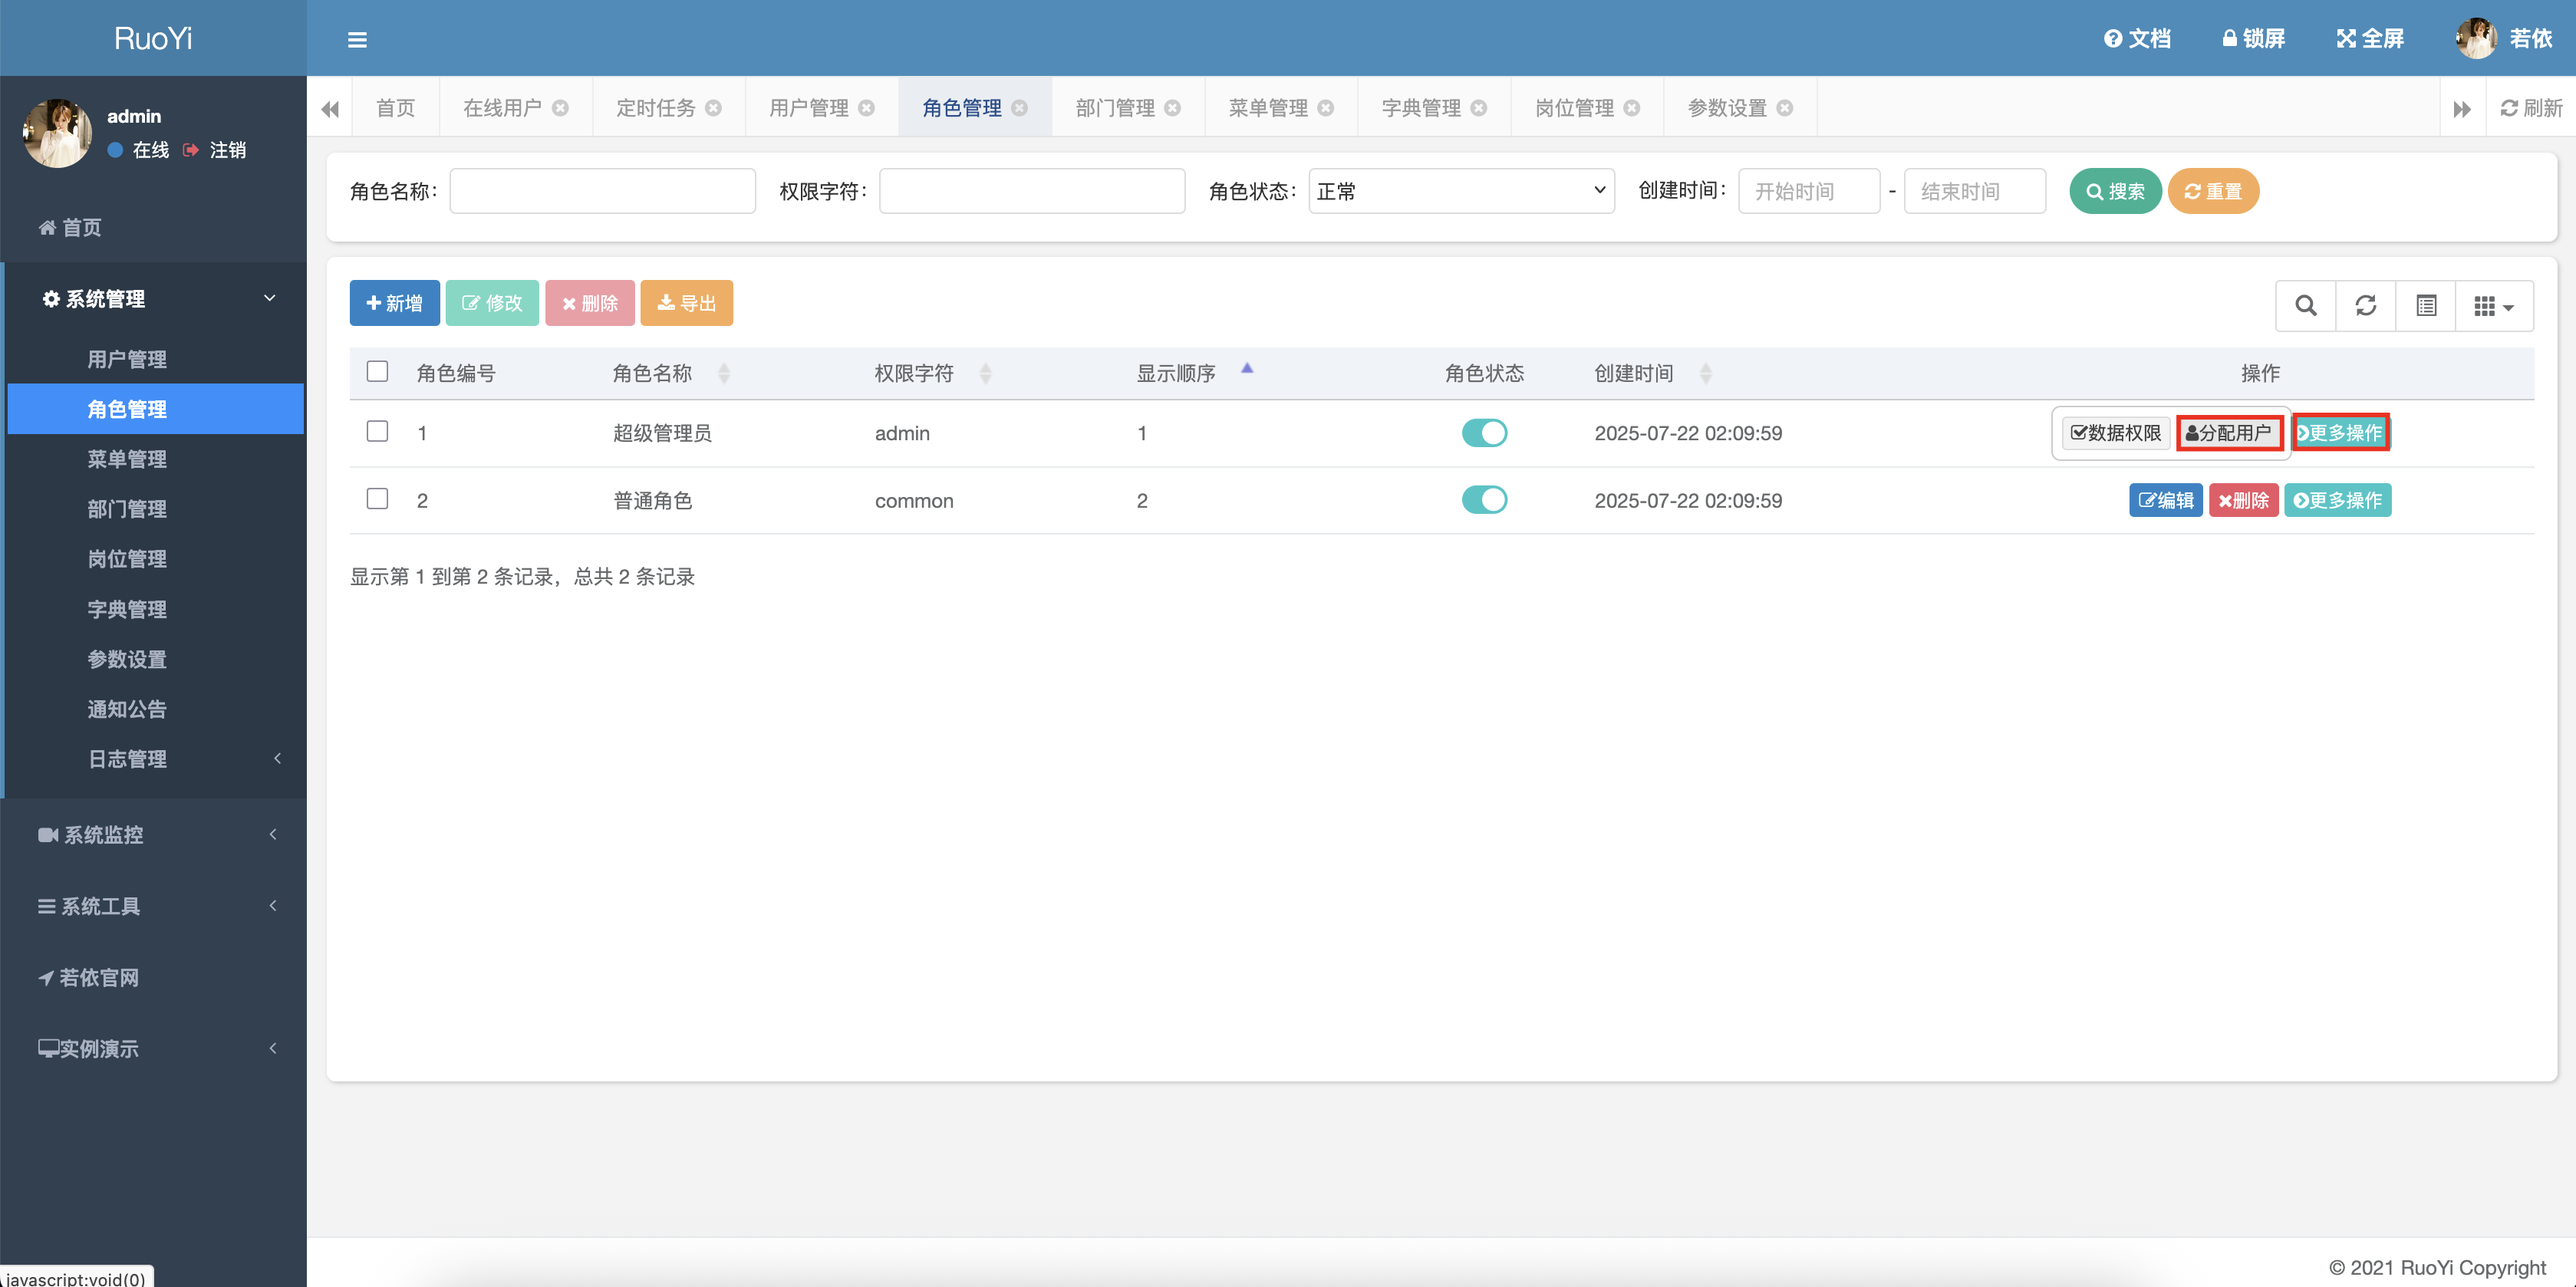 RuoYi
文档 锁屏 全屏 若依
admin
在线 注销
首页 在线用户 定时任务 用户管理 角色管理 部门管理 菜单管理 字典管理 岗位管理 参数设置 刷新
首页
系统管理
用户管理
角色管理
菜单管理
部门管理
岗位管理
字典管理
参数设置
通知公告
日志管理
系统监控
系统工具
若依官网
实例演示
角色名称： 权限字符： 角色状态： 正常 创建时间： 开始时间 - 结束时间 搜索 重置
新增 修改 删除 导出
角色编号 角色名称 权限字符 显示顺序 角色状态 创建时间 操作
1 超级管理员 admin 1 2025-07-22 02:09:59 数据权限 分配用户 更多操作
2 普通角色 common 2 2025-07-22 02:09:59 编辑 删除 更多操作
显示第 1 到第 2 条记录，总共 2 条记录
© 2021 RuoYi Copyright
javascript:void(0)